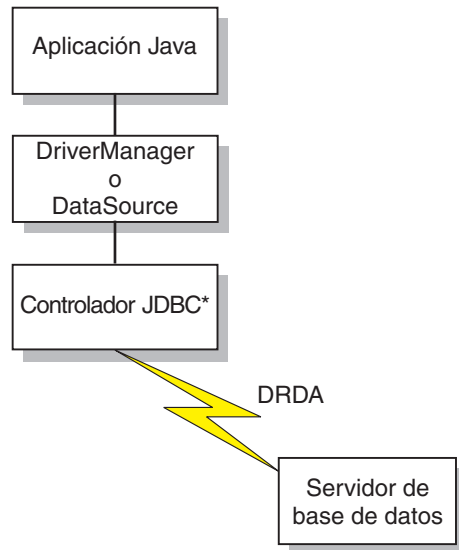 Aplicación Java
DriverManager
o
DataSource
Controlador JDBC*
DRDA
Servidor de
base de datos